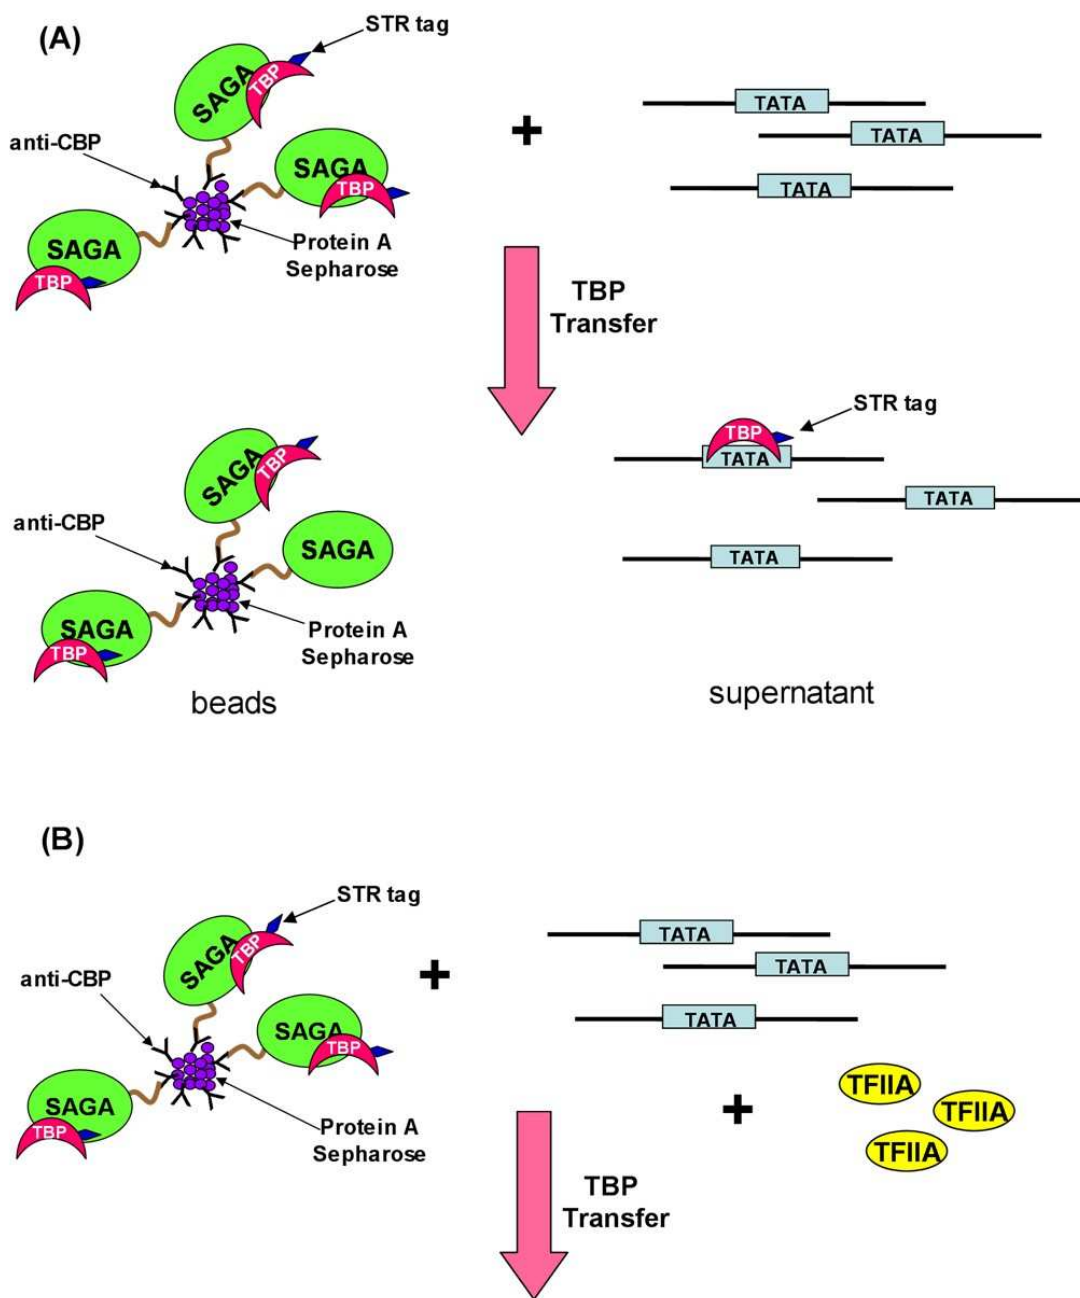 (A)
STR tag
SAGA
TBP
anti-CBP
SAGA
TBP
SAGA
TBP
Protein A
Sepharose
+
TATA
TATA
TATA
TBP
Transfer
STR tag
TBP
TATA
TATA
TATA
SAGA
TBP
anti-CBP
SAGA
SAGA
TBP
Protein A
Sepharose
beads
supernatant
(B)
STR tag
SAGA
TBP
anti-CBP
SAGA
TBP
SAGA
TBP
Protein A
Sepharose
+
TATA
TATA
TATA
+
TFIIA
TFIIA
TFIIA
TBP
Transfer